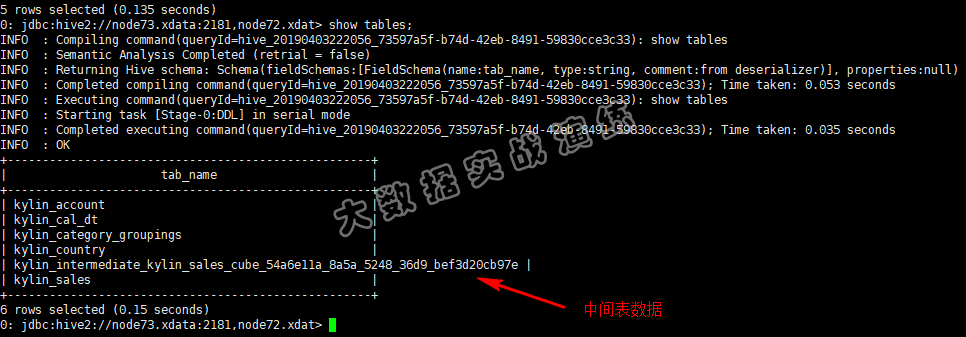 5 rows selected (0.135 seconds)
0: jdbc:hive2://node73.xdata:2181,node72.xdat> show tables;
INFO  : Compiling command(queryId=hive_20190403222056_73597a5f-b74d-42eb-8491-59830cce3c33): show tables
INFO  : Semantic Analysis Completed (retrial = false)
INFO  : Returning Hive schema: Schema(fieldSchemas:[FieldSchema(name:tab_name, type:string, comment:from deserializer)], properties:null)
INFO  : Completed compiling command(queryId=hive_20190403222056_73597a5f-b74d-42eb-8491-59830cce3c33); Time taken: 0.053 seconds
INFO  : Executing command(queryId=hive_20190403222056_73597a5f-b74d-42eb-8491-59830cce3c33): show tables
INFO  : Starting task [Stage-0:DDL] in serial mode
INFO  : Completed executing command(queryId=hive_20190403222056_73597a5f-b74d-42eb-8491-59830cce3c33); Time taken: 0.035 seconds
INFO  : OK
+----------------------------------------------------+
|                      tab_name                      |
+----------------------------------------------------+
| kylin_account                                      |
| kylin_cal_dt                                       |
| kylin_category_groupings                           |
| kylin_country                                      |
| kylin_intermediate_kylin_sales_cube_54a6e11a_8a5a_5248_36d9_bef3d20cb97e |
| kylin_sales                                        |
+----------------------------------------------------+
6 rows selected (0.15 seconds)
0: jdbc:hive2://node73.xdata:2181,node72.xdat>
中间表数据
大数据实战演练